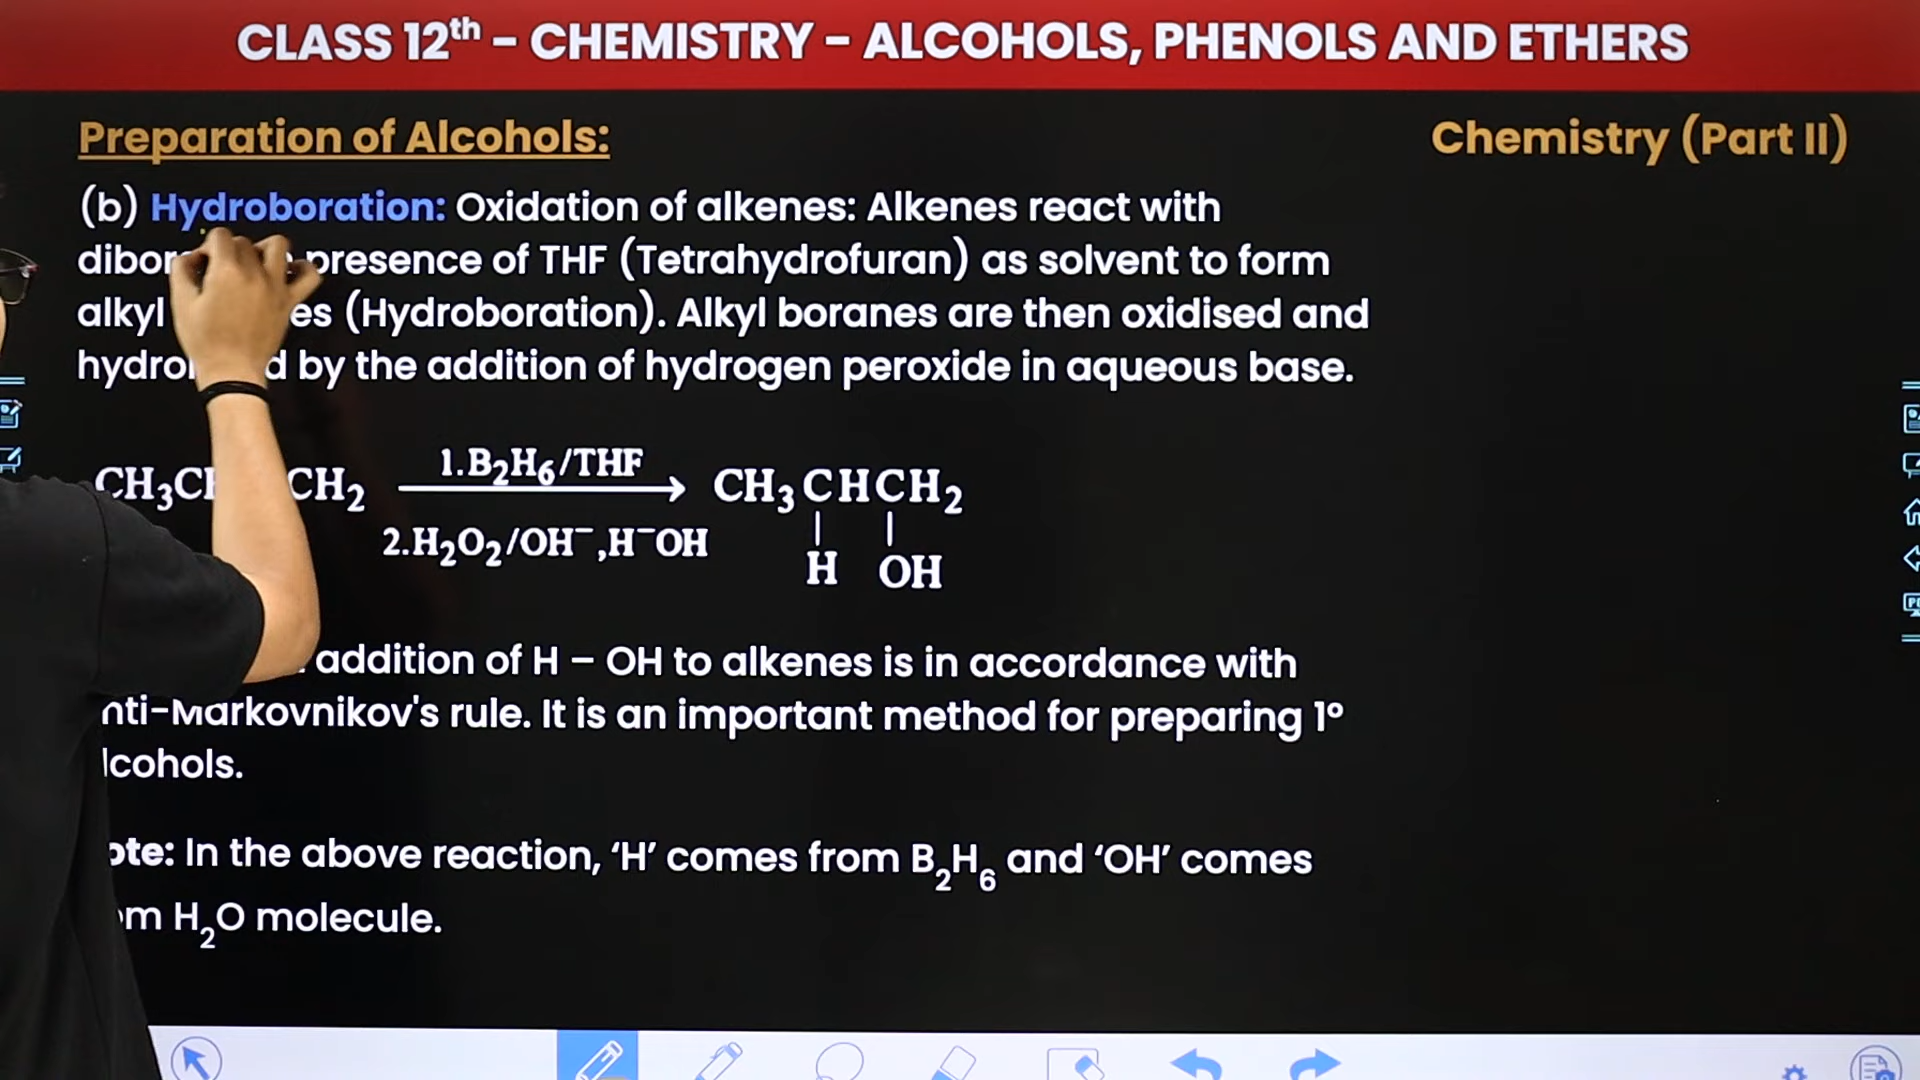 CLASS 12th – CHEMISTRY – ALCOHOLS, PHENOLS AND ETHERS
Preparation of Alcohols:
Chemistry (Part II)
(b) Hydroboration: Oxidation of alkenes: Alkenes react with
presence of THF (Tetrahydrofuran) as solvent to form
alkyl (Hydroboration). Alkyl boranes are then oxidised and
by the addition of hydrogen peroxide in aqueous base.
1.B₂H₆/THF
CH₂ CH₃CHCH₂
2.H₂O₂/OH⁻,H⁻OH
H OH
addition of H – OH to alkenes is in accordance with
nti-Markovnikov's rule. It is an important method for preparing 1°
lcohols.
ote: In the above reaction, ‘H’ comes from B₂H₆ and ‘OH’ comes
m H₂O molecule.